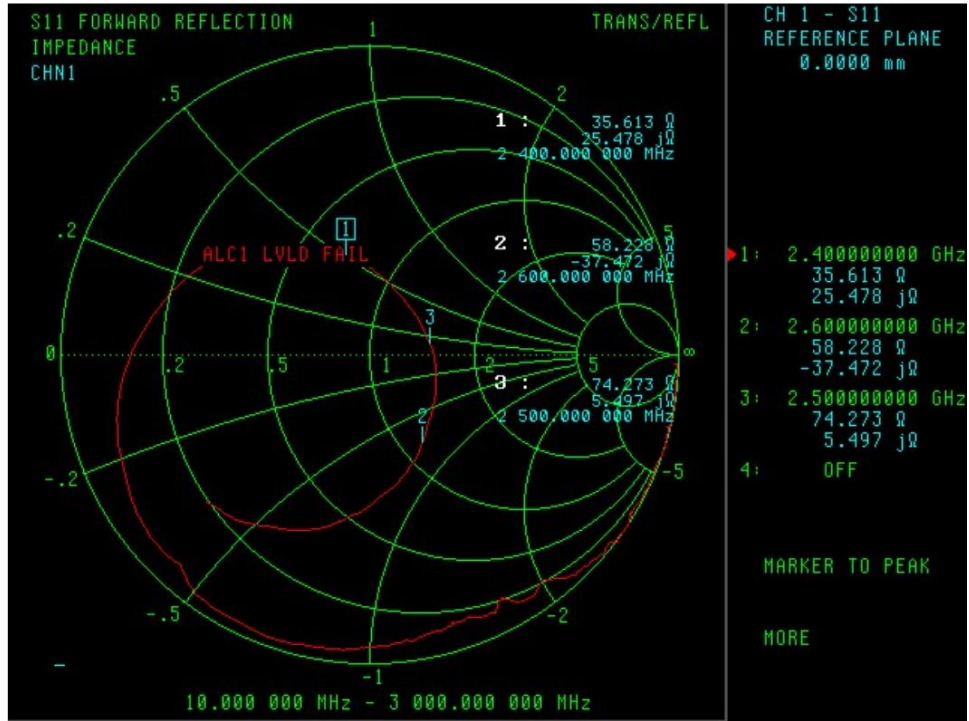 S11 FORWARD REFLECTION
IMPEDANCE
CHN1
TRANS/REFL
1
.5
2
.2
5
0
.2
.5
1
2
5
∞
-.2
-5
-.5
-2
-1
1 :
35.613 Ω
25.478 jΩ
2 400.000 000 MHz
2 :
58.228 Ω
-37.472 jΩ
2 600.000 000 MHz
3 :
74.273 Ω
5.497 jΩ
2 500.000 000 MHz
1
ALC1 LVLD FAIL
3
2
10.000 000 MHz - 3 000.000 000 MHz
CH 1 - S11
REFERENCE PLANE
0.0000 mm
1: 2.400000000 GHz
35.613 Ω
25.478 jΩ
2: 2.600000000 GHz
58.228 Ω
-37.472 jΩ
3: 2.500000000 GHz
74.273 Ω
5.497 jΩ
4: OFF
MARKER TO PEAK
MORE